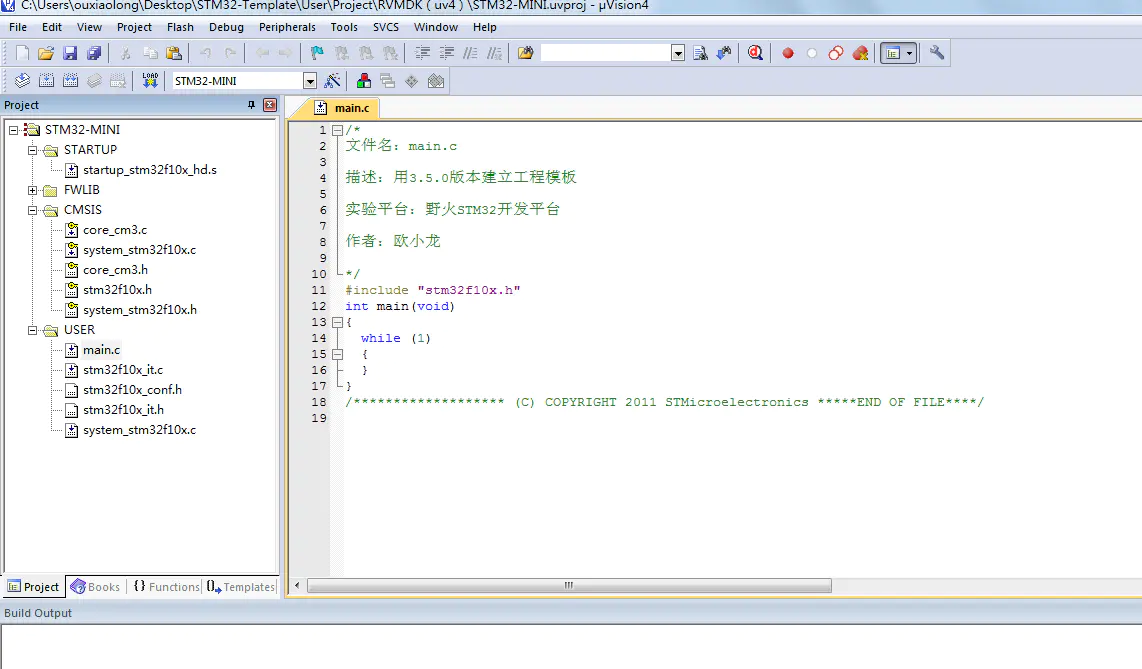 C:\Users\ouxiaolong\Desktop\STM32-Template\User\Project\RVMDK ( uv4 ) \STM32-MINI.uvproj - µVision4
File Edit View Project Flash Debug Peripherals Tools SVCS Window Help
LOAD STM32-MINI
Project
main.c
STM32-MINI
STARTUP
startup_stm32f10x_hd.s
FWLIB
CMSIS
core_cm3.c
system_stm32f10x.c
core_cm3.h
stm32f10x.h
system_stm32f10x.h
USER
main.c
stm32f10x_it.c
stm32f10x_conf.h
stm32f10x_it.h
system_stm32f10x.c
1 /*
2 文件名：main.c
3
4 描述：用3.5.0版本建立工程模板
5
6 实验平台：野火STM32开发平台
7
8 作者：欧小龙
9
10 */
11 #include "stm32f10x.h"
12 int main(void)
13 {
14 while (1)
15 {
16 }
17 }
18 /******************* (C) COPYRIGHT 2011 STMicroelectronics *****END OF FILE****/
19
Project Books {} Functions 0 Templates
Build Output